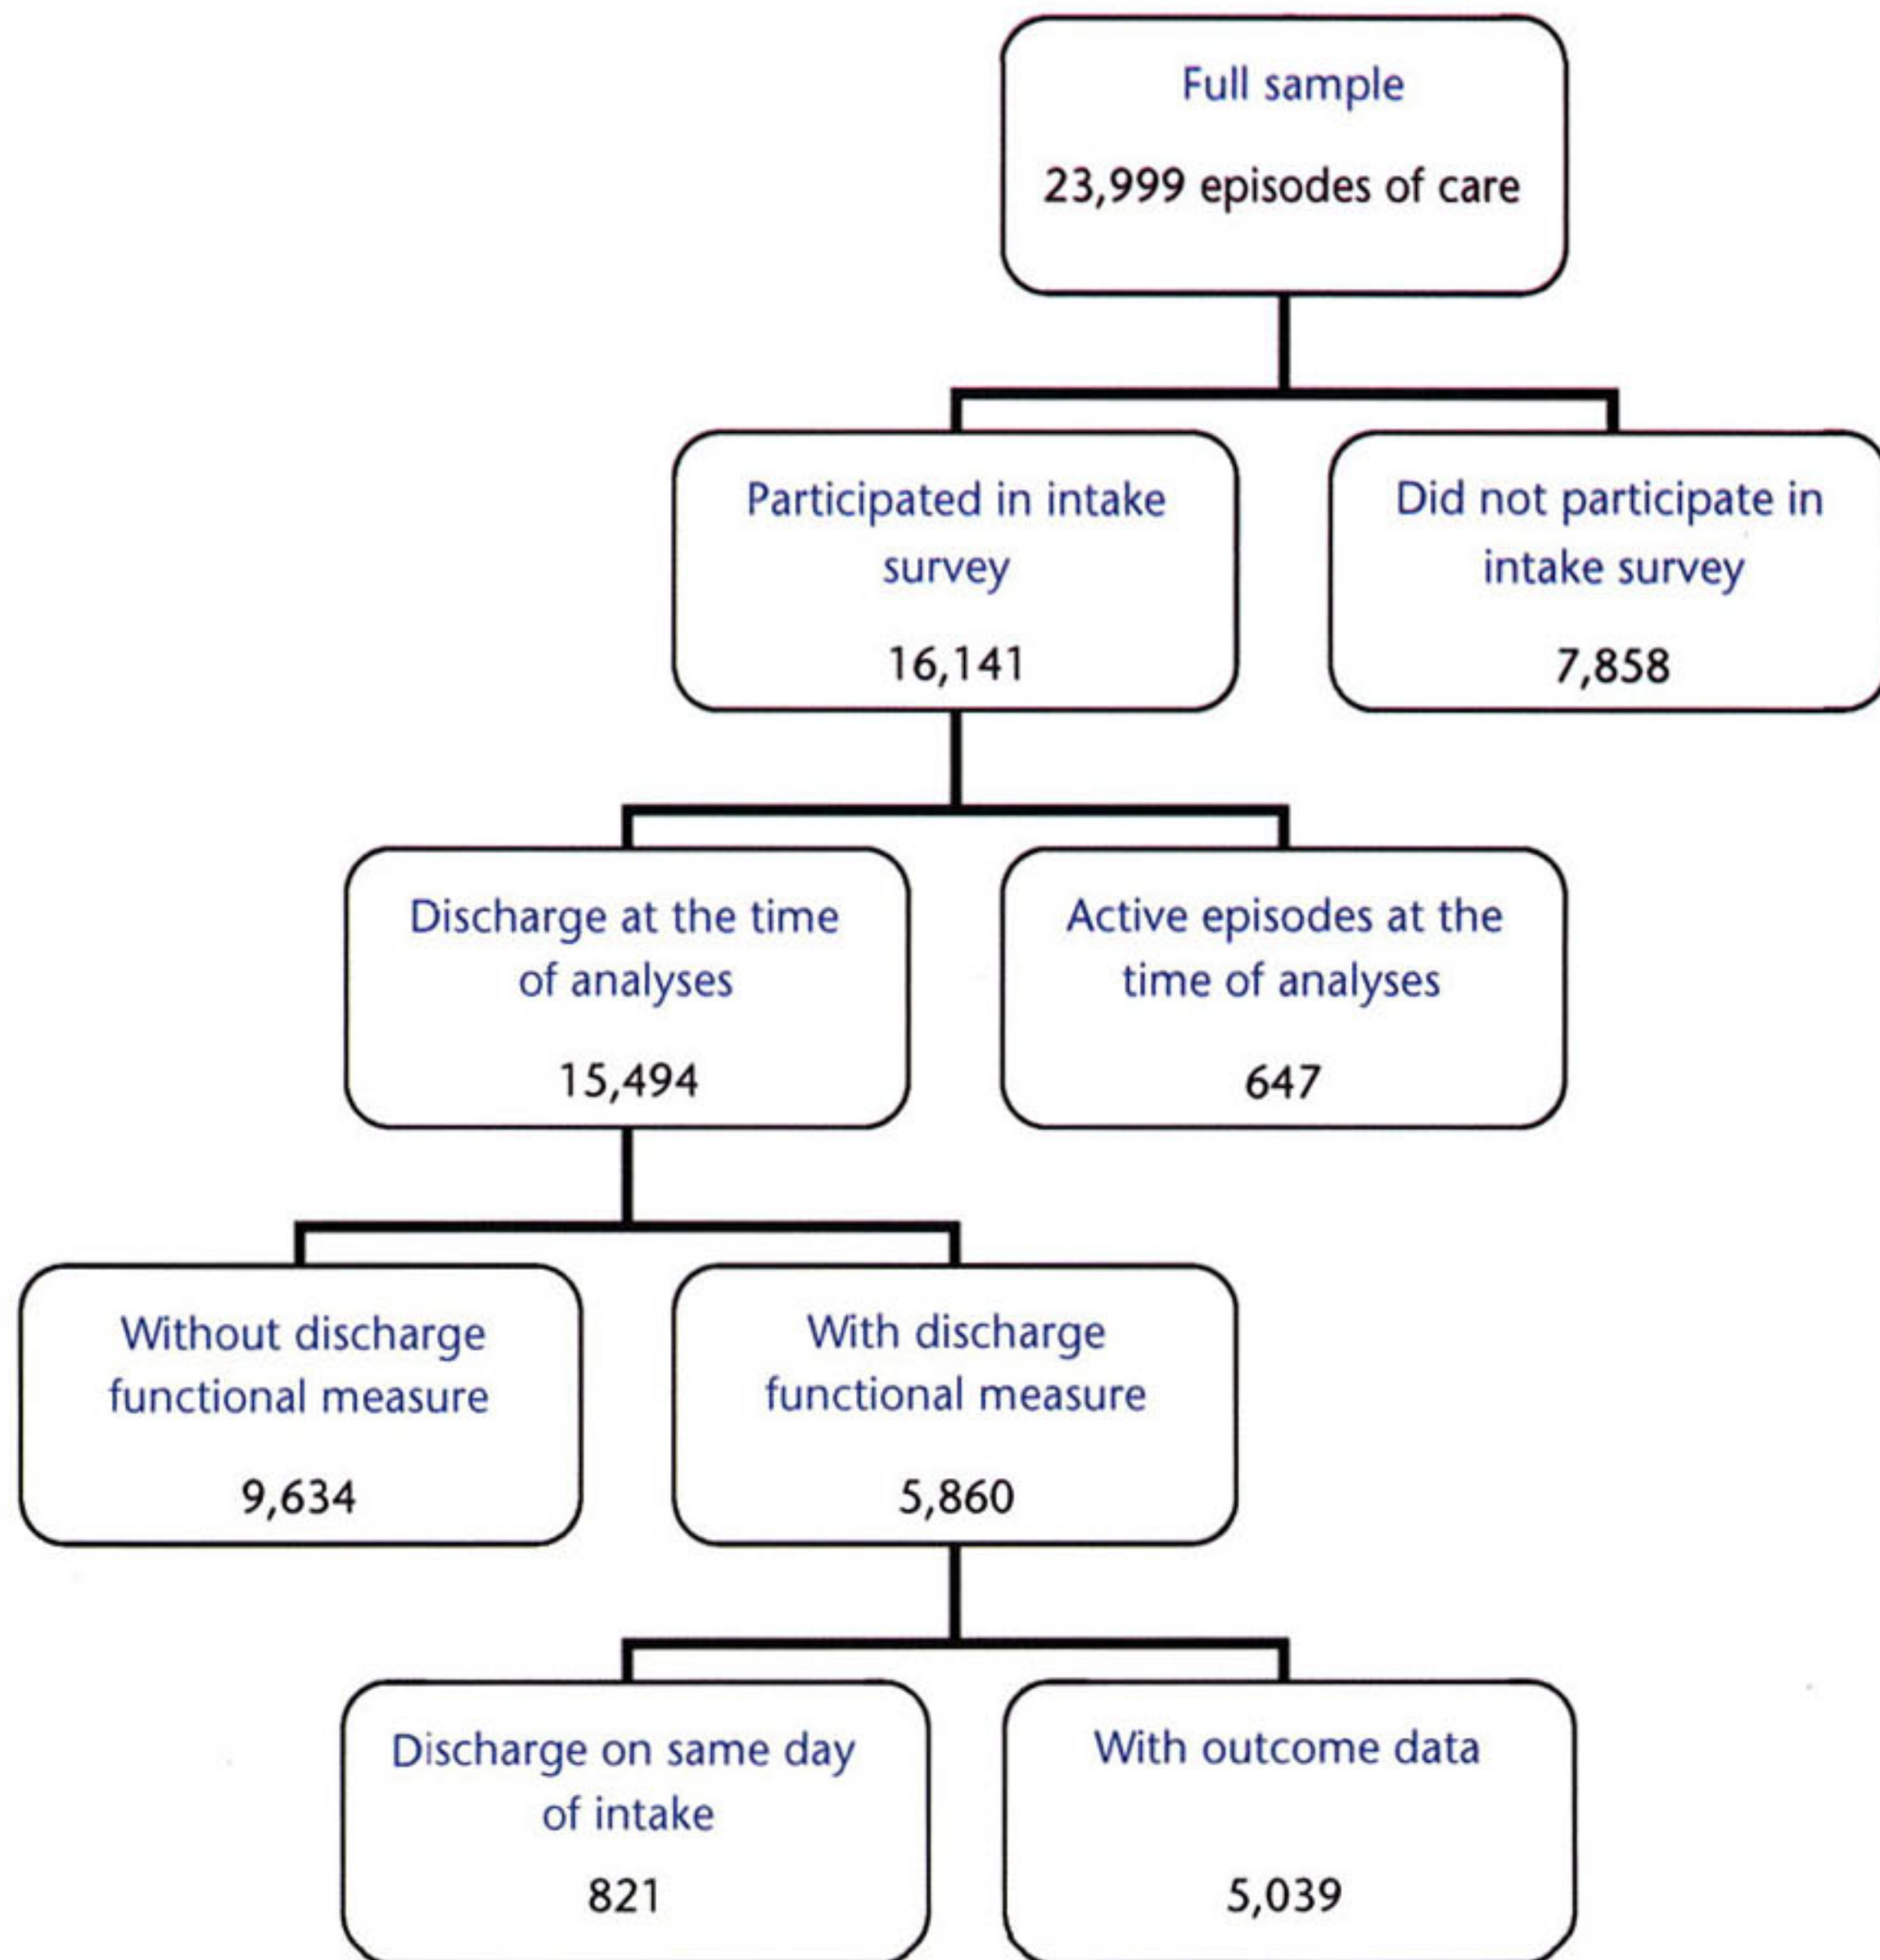 Full sample
23,999 episodes of care
Participated in intake
survey
16,141
Did not participate in
intake survey
7,858
Discharge at the time
of analyses
15,494
Active episodes at the
time of analyses
647
Without discharge
functional measure
9,634
With discharge
functional measure
5,860
Discharge on same day
of intake
821
With outcome data
5,039